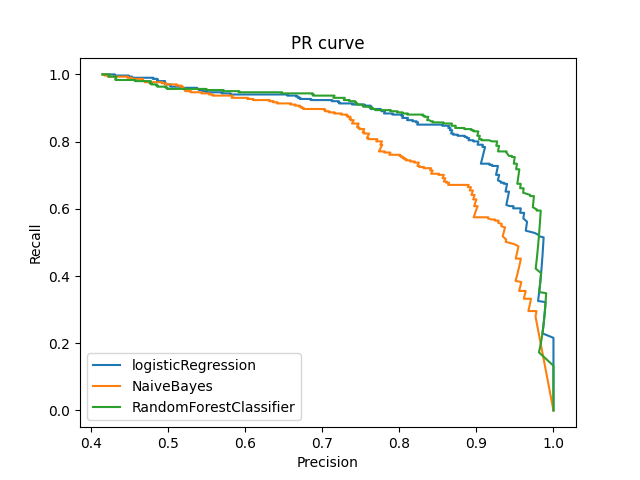 PR curve
1.0
0.8
0.6
0.4
0.2
0.0
Recall
logisticRegression
NaiveBayes
RandomForestClassifier
0.4 0.5 0.6 0.7 0.8 0.9 1.0
Precision